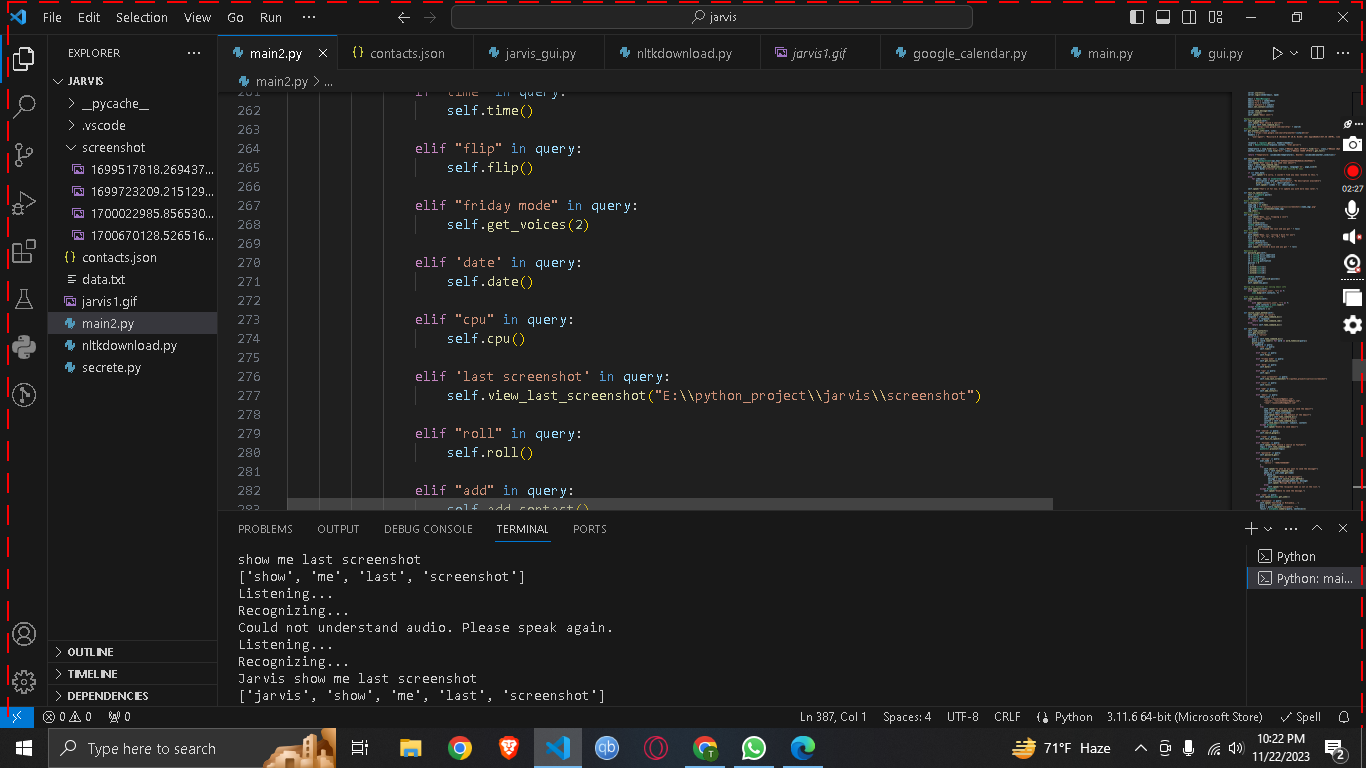 File Edit Selection View Go Run ··· jarvis
EXPLORER ···
JARVIS
__pycache__
.vscode
screenshot
1699517818.269437...
1699723209.215129...
1700022985.856530...
1700670128.526516...
contacts.json
data.txt
jarvis1.gif
main2.py
nltkdownload.py
secrete.py
OUTLINE
TIMELINE
DEPENDENCIES
main2.py contacts.json jarvis_gui.py nltkdownload.py jarvis1.gif google_calendar.py main.py gui.py
main2.py > ...
261 if "time" in query:
262 self.time()
263
264 elif "flip" in query:
265 self.flip()
266
267 elif "friday mode" in query:
268 self.get_voices(2)
269
270 elif 'date' in query:
271 self.date()
272
273 elif "cpu" in query:
274 self.cpu()
275
276 elif 'last screenshot' in query:
277 self.view_last_screenshot("E:\\python_project\\jarvis\\screenshot")
278
279 elif "roll" in query:
280 self.roll()
281
282 elif "add" in query:
283 self.add_contact()
02:27
PROBLEMS OUTPUT DEBUG CONSOLE TERMINAL PORTS
show me last screenshot
['show', 'me', 'last', 'screenshot']
Listening...
Recognizing...
Could not understand audio. Please speak again.
Listening...
Recognizing...
Jarvis show me last screenshot
['jarvis', 'show', 'me', 'last', 'screenshot']
Python
Python: mai...
0 0 0 Ln 387, Col 1 Spaces: 4 UTF-8 CRLF Python 3.11.6 64-bit (Microsoft Store) Spell
Type here to search
qb
T
71°F Haze
10:22 PM
11/22/2023
2